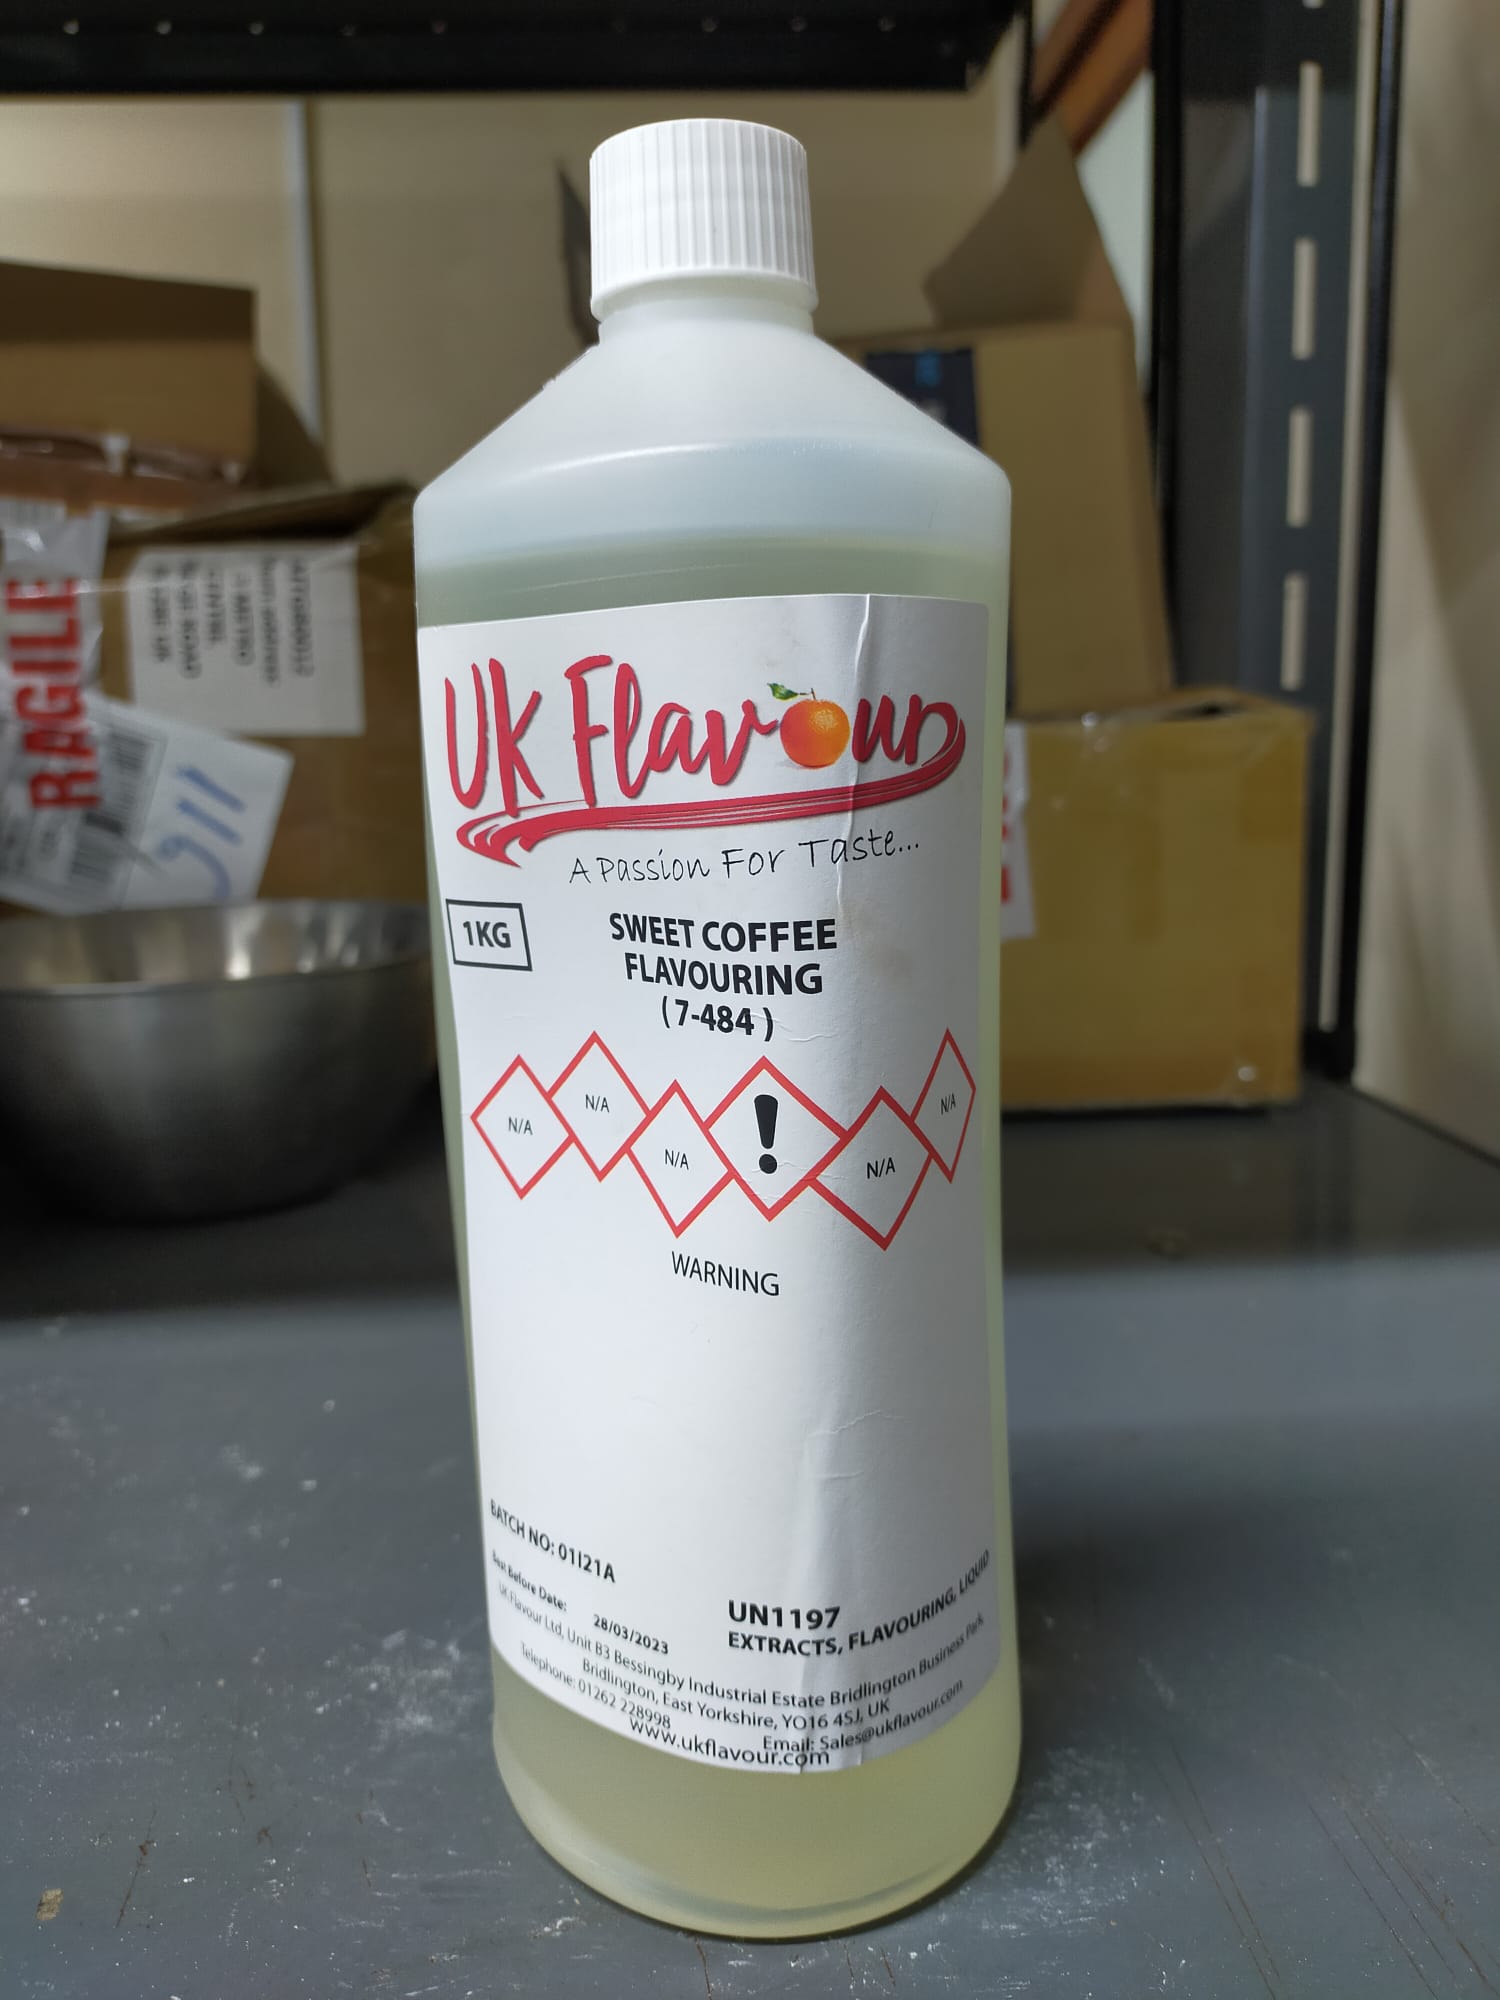 UK Flavour
A Passion For Taste...
1KG
SWEET COFFEE
FLAVOURING
(7-484)
N/A
N/A
N/A
!
N/A
N/A
WARNING
BATCH NO: 01I21A
Best Before Date: 28/03/2023
UN1197
EXTRACTS, FLAVOURING, LIQUID
UK Flavour Ltd, Unit B3 Bessingby Industrial Estate Bridlington Business Park,
Bridlington, East Yorkshire, YO16 4SJ, UK
Telephone: 01262 228998
Email: Sales@ukflavour.com
www.ukflavour.com
RAGILE